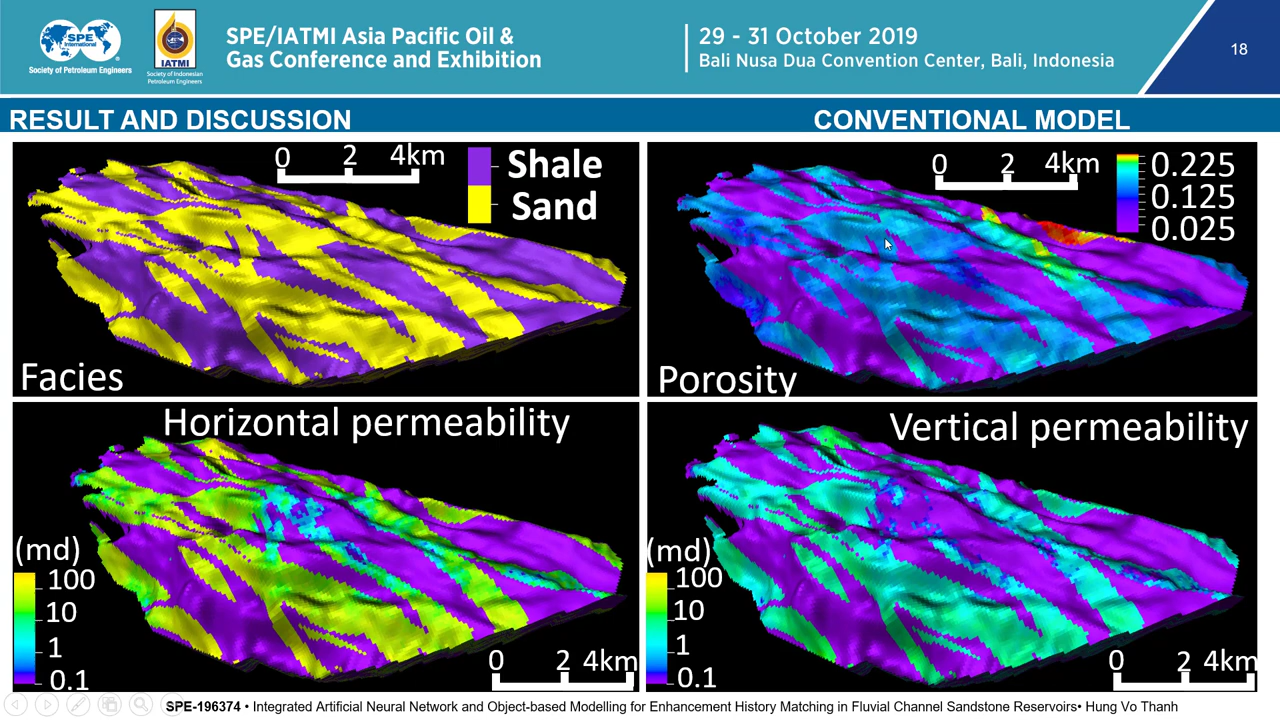 SPE
International
Society of Petroleum Engineers
IATMI
Society of Indonesian
Petroleum Engineers
SPE/IATMI Asia Pacific Oil &
Gas Conference and Exhibition
29 - 31 October 2019
Bali Nusa Dua Convention Center, Bali, Indonesia
18
RESULT AND DISCUSSION
CONVENTIONAL MODEL
0 2 4km
Shale
Sand
Facies
0 2 4km
0.225
0.125
0.025
Porosity
Horizontal permeability
(md)
100
10
1
0.1
0 2 4km
Vertical permeability
(md)
100
10
1
0.1
0 2 4km
SPE-196374 • Integrated Artificial Neural Network and Object-based Modelling for Enhancement History Matching in Fluvial Channel Sandstone Reservoirs• Hung Vo Thanh